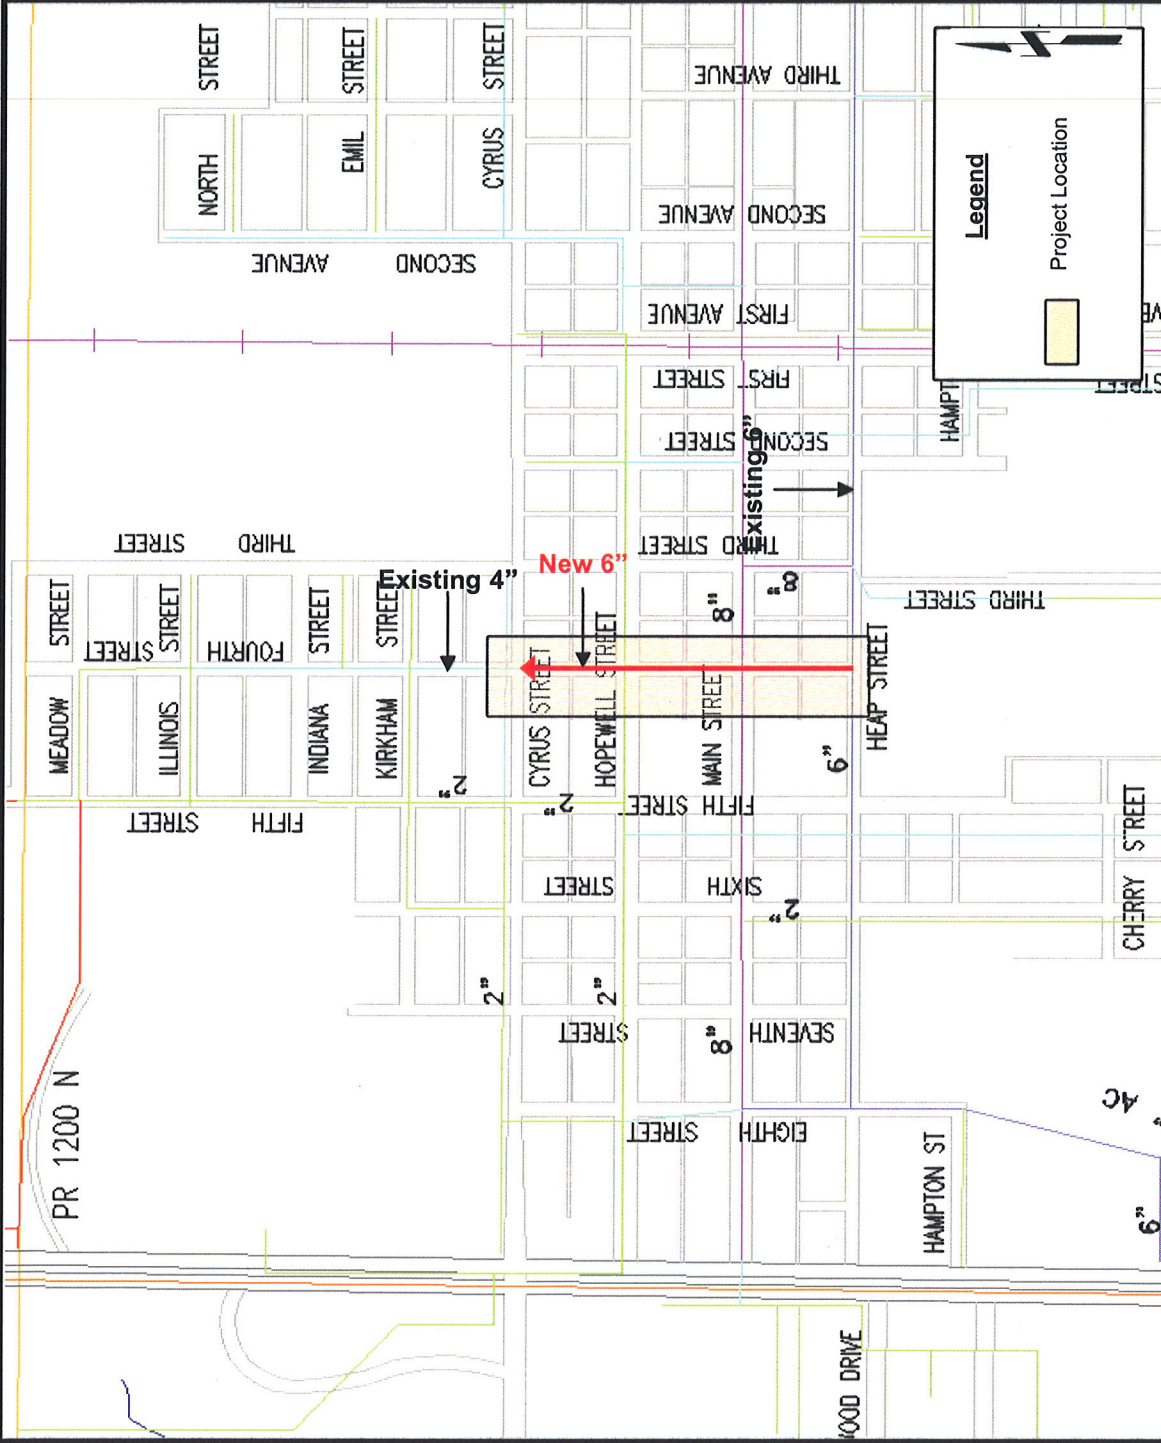 STREET
STREET
STREET
THIRD AVENUE
NORTH
EMIL
CYRUS
SECOND AVENUE
SECOND AVENUE
FIRST AVENUE
FIRST STREET
SECOND STREET
Legend
Project Location
HAMPT
STREET
Existing 6”
THIRD STREET
THIRD STREET
THIRD STREET
Existing 4”
New 6”
8”
8”
STREET
STREET
STREET
STREET
FOURTH STREET
MEADOW
ILLINOIS
INDIANA
KIRKHAM
CYRUS STREET
HOPEWELL STREET
MAIN STREET
HEAP STREET
6”
2”
2”
FIFTH STREET
FIFTH STREET
SIXTH STREET
2”
CHERRY STREET
2”
2”
8”
SEVENTH STREET
EIGHTH STREET
PR 1200 N
HAMPTON ST
AC
6”
OOD DRIVE